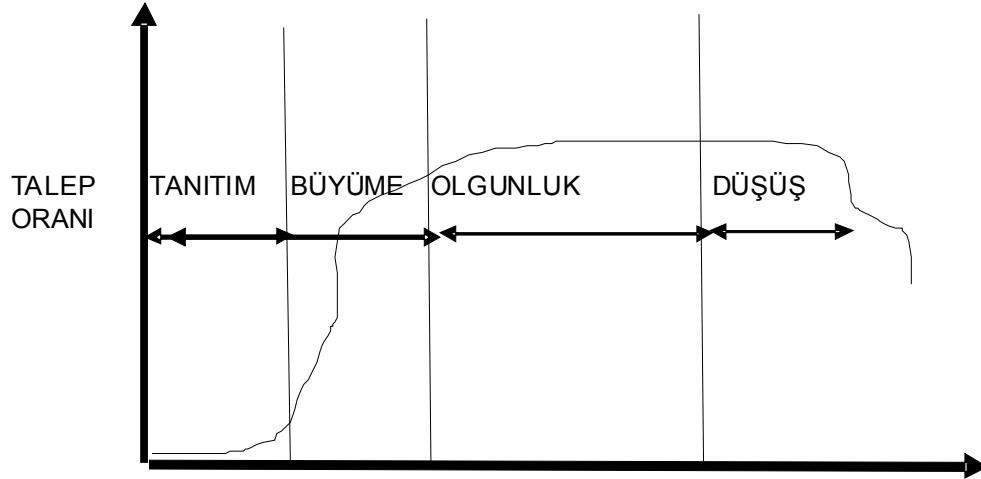 TALEP
ORANI
TANITIM
BÜYÜME
OLGUNLUK
DÜŞÜŞ